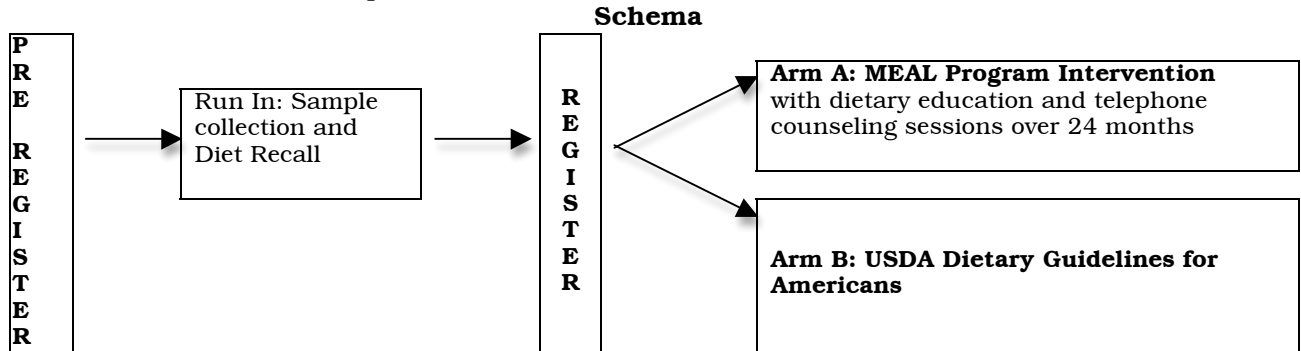 Schema
P
R
E
R
E
G
I
S
T
E
R
Run In: Sample
collection and
Diet Recall
R
E
G
I
S
T
E
R
Arm A: MEAL Program Intervention
with dietary education and telephone
counseling sessions over 24 months
Arm B: USDA Dietary Guidelines for
Americans